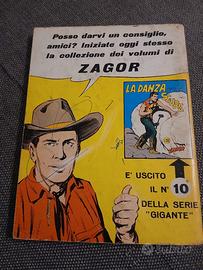 Posso darvi un consiglio,
amici? Iniziate oggi stesso
la collezione dei volumi di
ZAGOR
LA DANZA
E' USCITO
IL N° 10
DELLA SERIE
"GIGANTE"